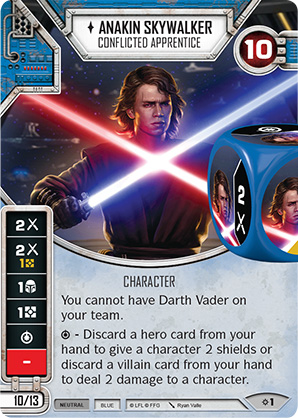 ANAKIN SKYWALKER
CONFLICTED APPRENTICE
10
2
2
2
1
1
1
–
10/13
CHARACTER
You cannot have Darth Vader on
your team.
- Discard a hero card from your
hand to give a character 2 shields or
discard a villain card from your hand
to deal 2 damage to a character.
NEUTRAL
BLUE
© LFL © FFG
Ryan Valle
1